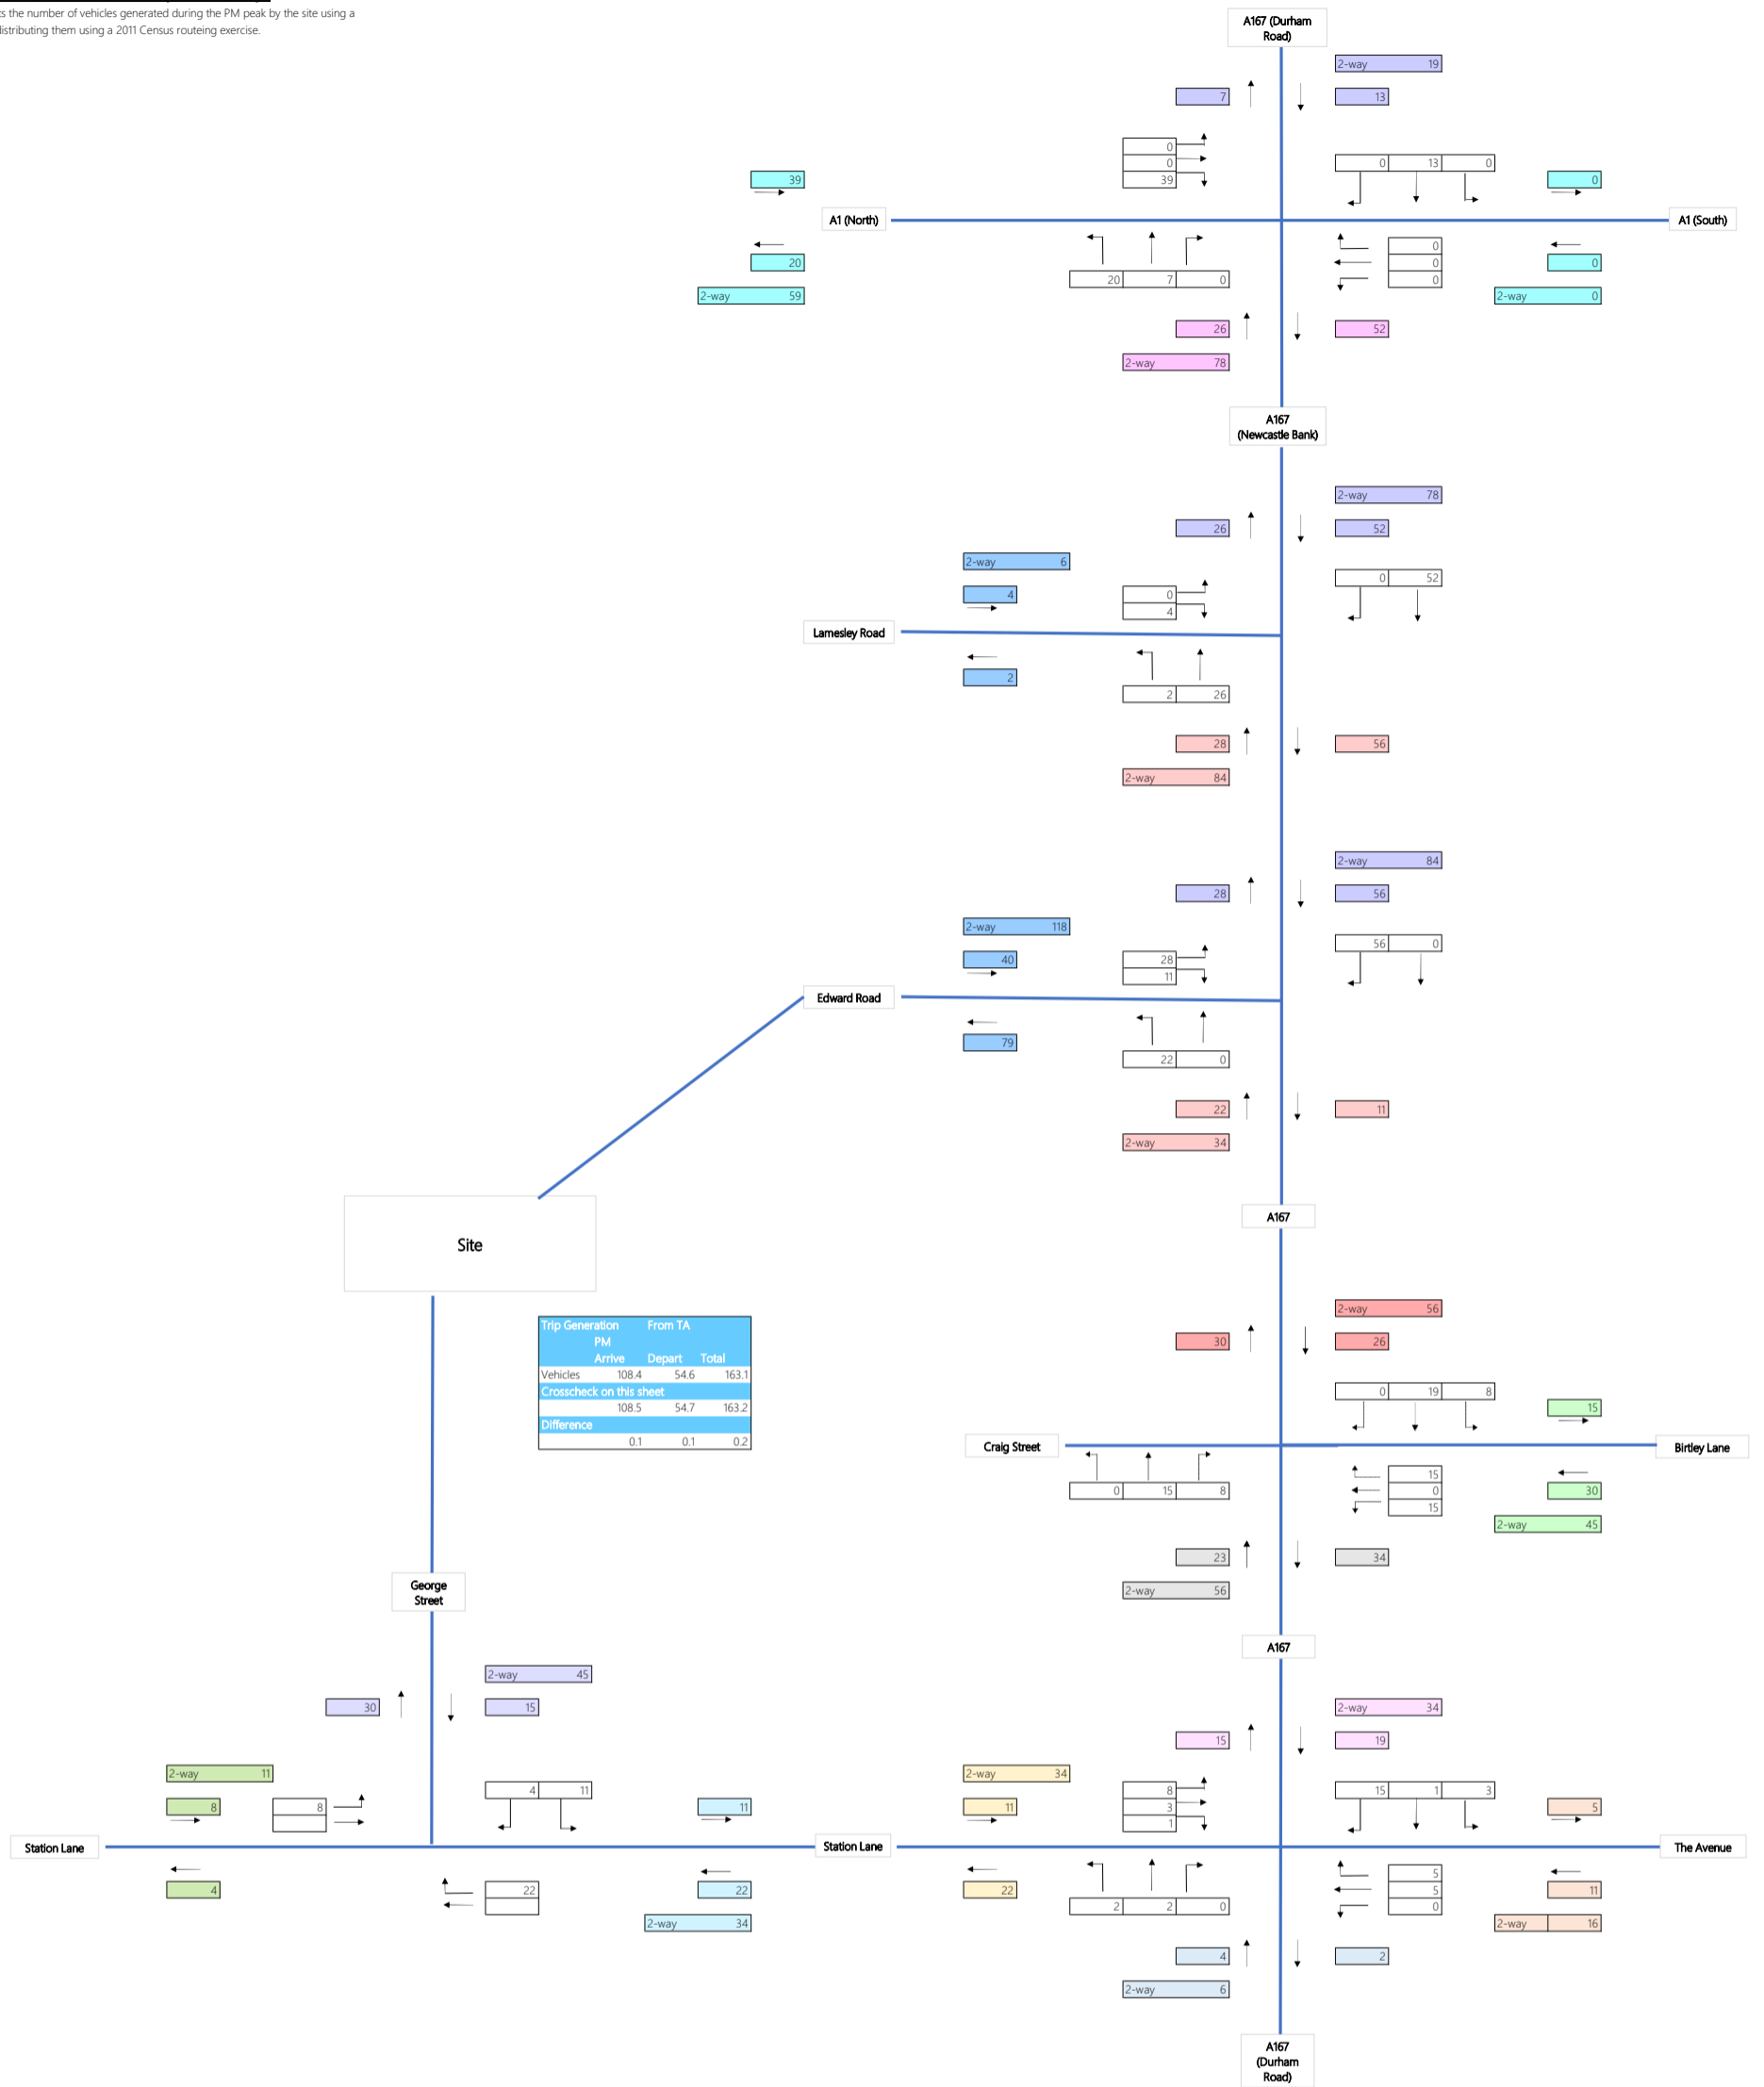 ts the number of vehicles generated during the PM peak by the site using a
distributing them using a 2011 Census routeing exercise.
A167 (Durham
Road)
2-way 19
7
13
0
0
39
0 13 0
39
0
A1 (North)
A1 (South)
20
2-way 59
20 7 0
0
0
0
0
2-way 0
26
52
2-way 78
A167
(Newcastle Bank)
2-way 78
26
52
2-way 6
4
0
4
0 52
Lamesley Road
2
2 26
28
56
2-way 84
2-way 84
28
56
2-way 118
40
28
11
56 0
Edward Road
79
22 0
22
11
2-way 34
A167
Site
2-way 56
30
26
Trip Generation From TA
PM
Arrive Depart Total
Vehicles 108.4 54.6 163.1
Crosscheck on this sheet
108.5 54.7 163.2
Difference
0.1 0.1 0.2
0 19 8
15
Craig Street
Birtley Lane
0 15 8
15
0
15
30
2-way 45
23
34
2-way 56
George
Street
A167
2-way 45
30
15
2-way 34
15
19
2-way 11
8
8
4 11
11
2-way 34
11
8
3
1
15 1 3
5
Station Lane
Station Lane
The Avenue
4
22
22
2-way 34
22
2 2 0
5
5
0
11
2-way 16
4
2
2-way 6
A167
(Durham
Road)